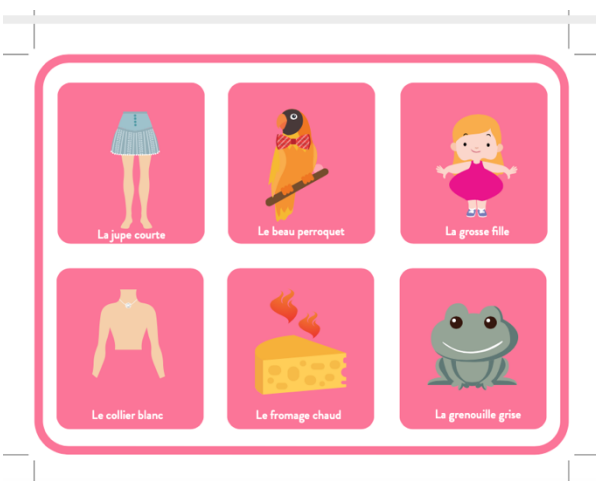 La jupe courte
Le beau perroquet
La grosse fille
Le collier blanc
Le fromage chaud
La grenouille grise